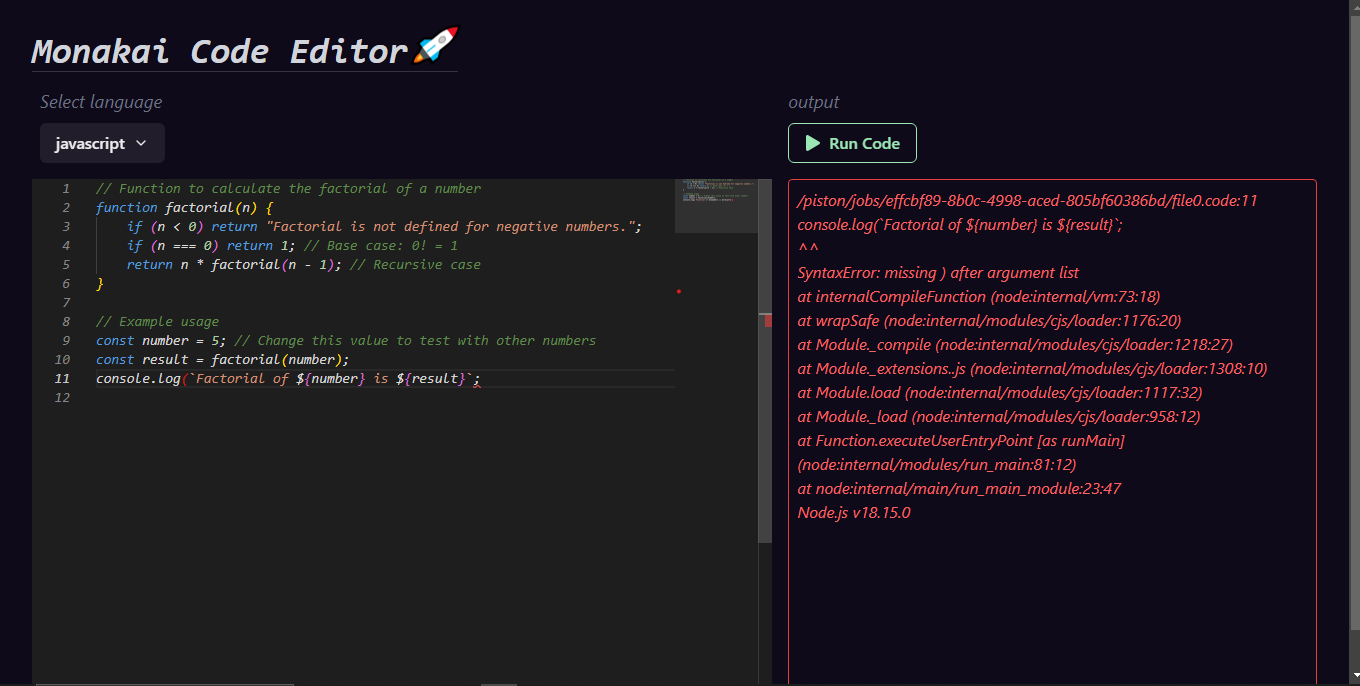 Monakai Code Editor🚀
Select language
javascript
1 // Function to calculate the factorial of a number
2 function factorial(n) {
3     if (n < 0) return "Factorial is not defined for negative numbers.";
4     if (n === 0) return 1; // Base case: 0! = 1
5     return n * factorial(n - 1); // Recursive case
6 }
7
8 // Example usage
9 const number = 5; // Change this value to test with other numbers
10 const result = factorial(number);
11 console.log(`Factorial of ${number} is ${result}`;
12
output
Run Code
/piston/jobs/effcbf89-8b0c-4998-aced-805bf60386bd/file0.code:11
console.log(`Factorial of ${number} is ${result}`;
^^
SyntaxError: missing ) after argument list
at internalCompileFunction (node:internal/vm:73:18)
at wrapSafe (node:internal/modules/cjs/loader:1176:20)
at Module._compile (node:internal/modules/cjs/loader:1218:27)
at Module._extensions..js (node:internal/modules/cjs/loader:1308:10)
at Module.load (node:internal/modules/cjs/loader:1117:32)
at Module._load (node:internal/modules/cjs/loader:958:12)
at Function.executeUserEntryPoint [as runMain]
(node:internal/modules/run_main:81:12)
at node:internal/main/run_main_module:23:47
Node.js v18.15.0